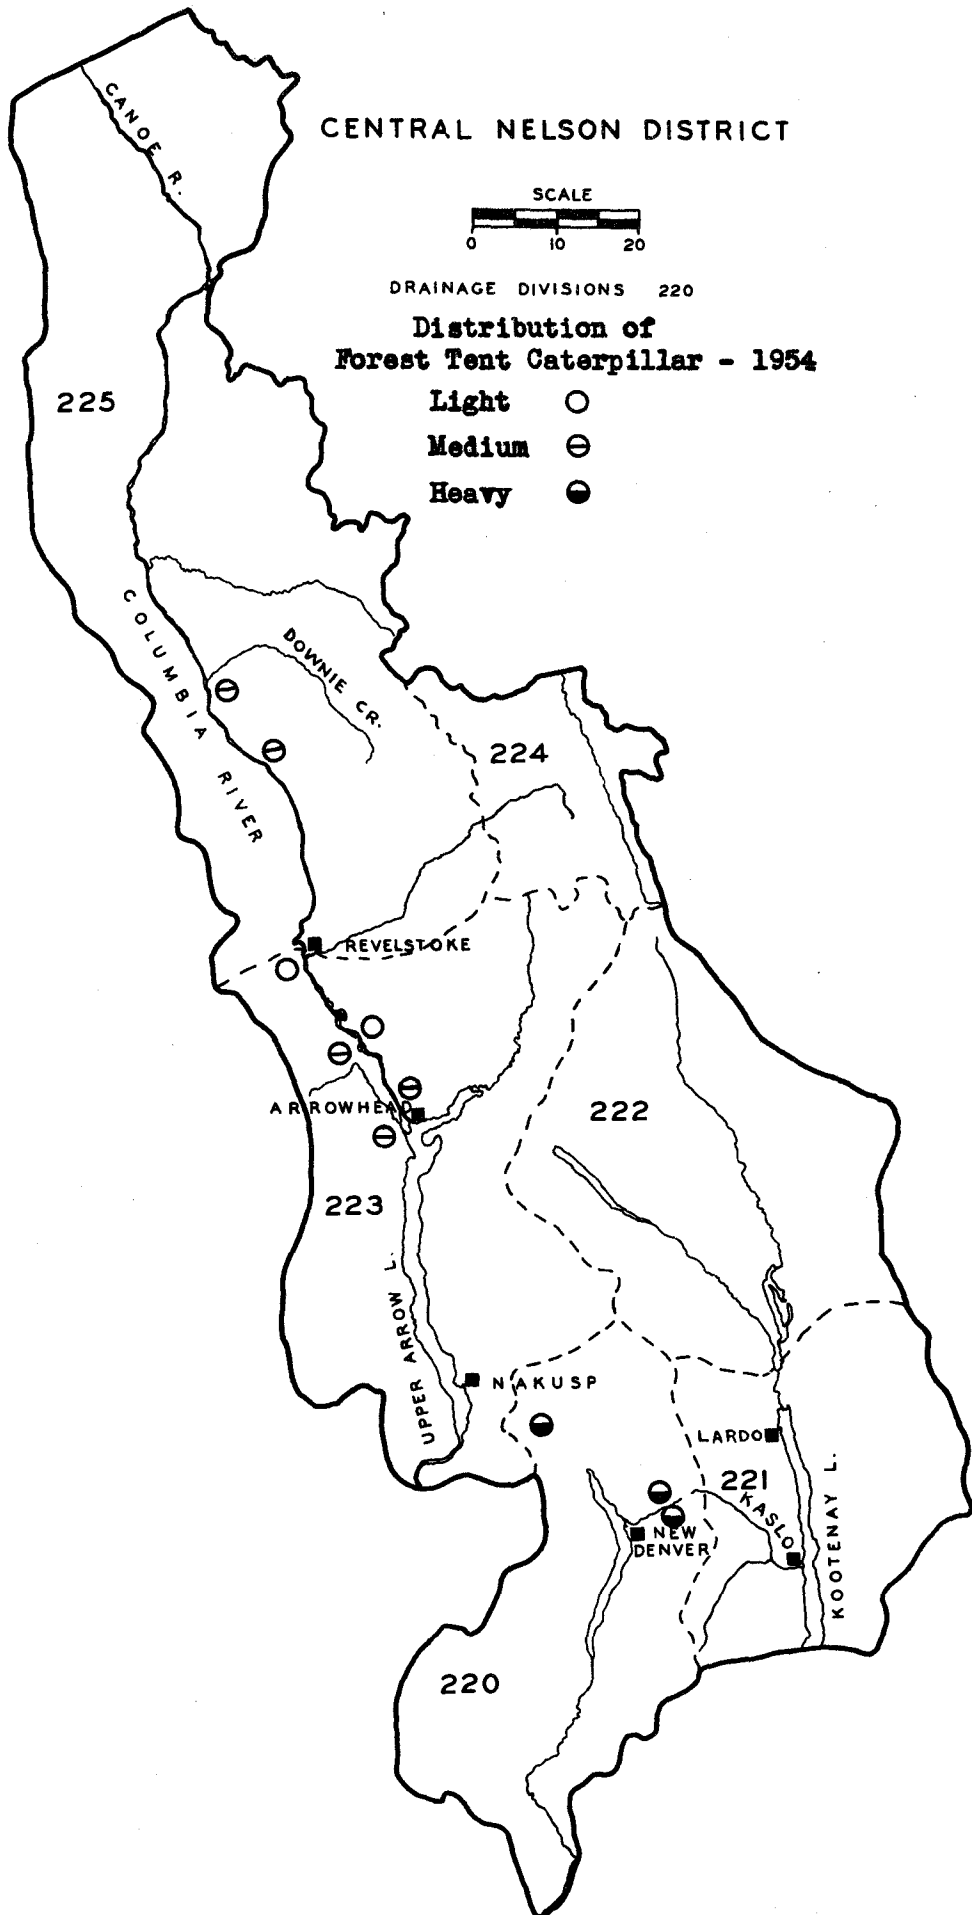 CANOE R.
CENTRAL NELSON DISTRICT
SCALE
0 10 20
DRAINAGE DIVISIONS 220
Distribution of
Forest Tent Caterpillar - 1954
Light
Medium
Heavy
225
COLUMBIA RIVER
DOWNIE CR.
224
REVELSTOKE
ARROWHEAD
222
223
UPPER ARROW L.
NAKUSP
LARDO
221
KASLO
KOOTENAY L.
NEW
DENVER
220